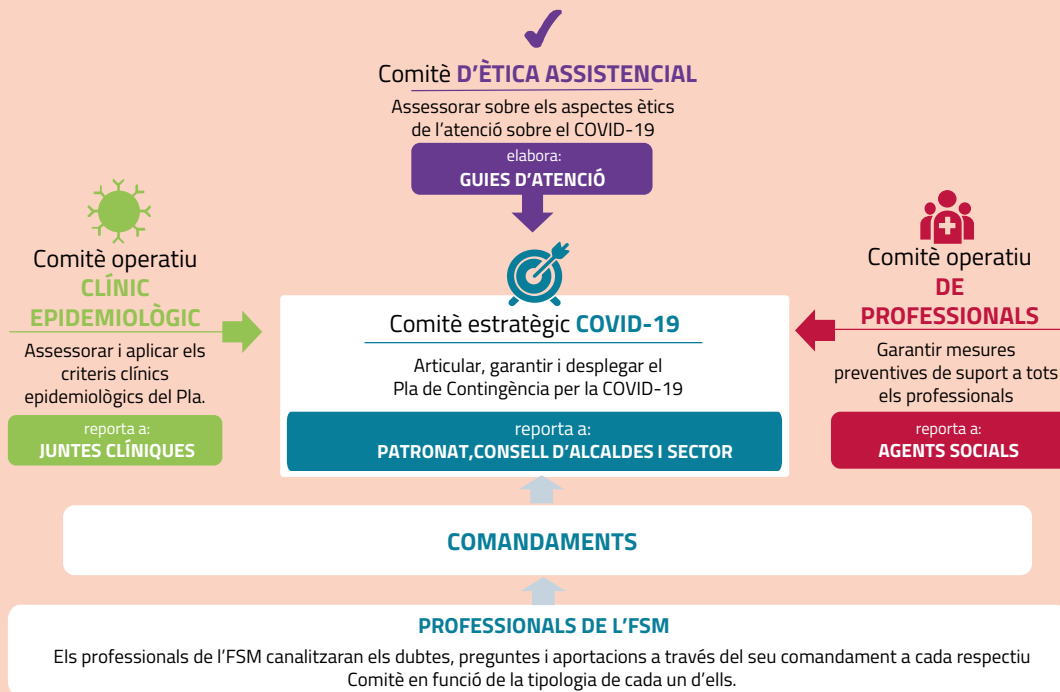 Comitè D'ÈTICA ASSISTENCIAL
Assessorar sobre els aspectes ètics
de l'atenció sobre el COVID-19
elabora:
GUIES D'ATENCIÓ
Comitè operatiu
CLÍNIC
EPIDEMIOLÒGIC
Assessorar i aplicar els
criteris clínics
epidemiològics del Pla.
reporta a:
JUNTES CLÍNIQUES
Comitè estratègic COVID-19
Articular, garantir i desplegar el
Pla de Contingència per la COVID-19
reporta a:
PATRONAT,CONSELL D'ALCALDES I SECTOR
Comitè operatiu
DE
PROFESSIONALS
Garantir mesures
preventives de suport a tots
els professionals
reporta a:
AGENTS SOCIALS
COMANDAMENTS
PROFESSIONALS DE L'FSM
Els professionals de l'FSM canalitzaran els dubtes, preguntes i aportacions a través del seu comandament a cada respectiu
Comitè en funció de la tipologia de cada un d'ells.